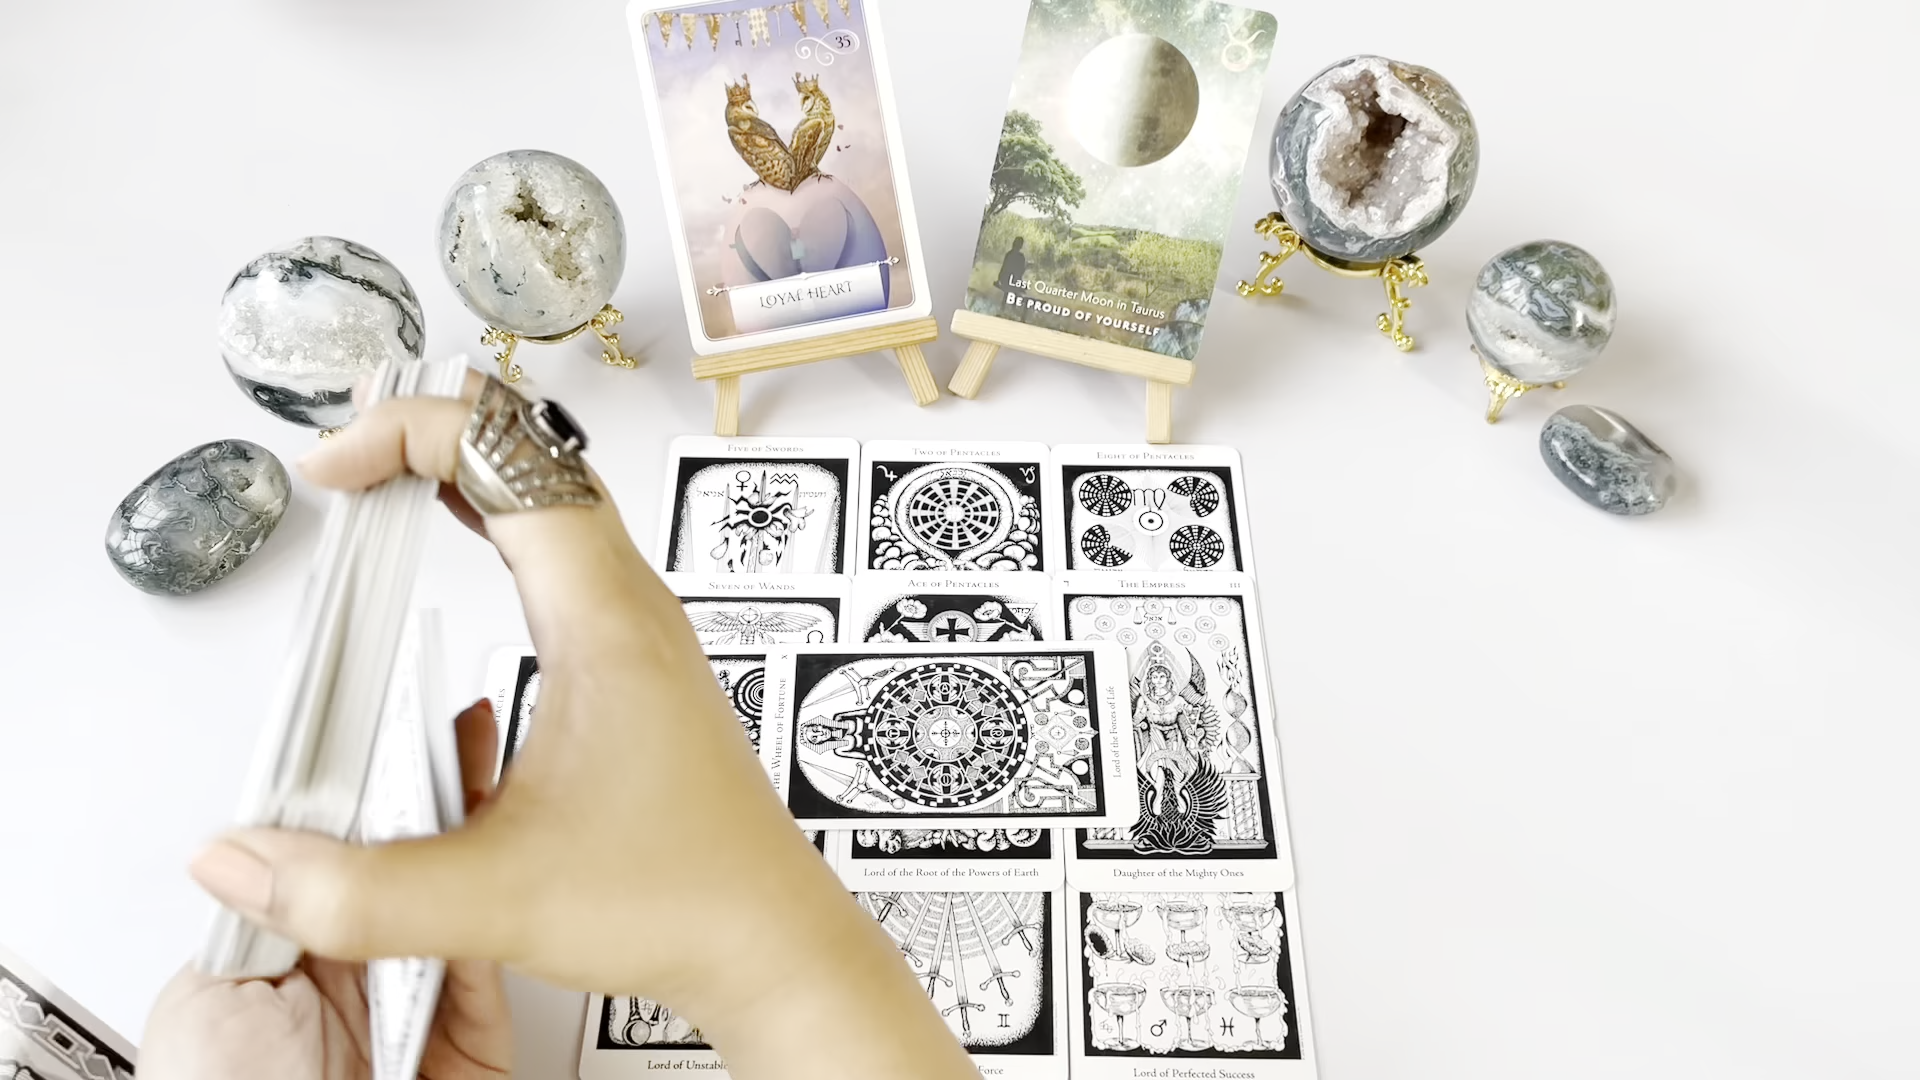 35
LOYAL HEART
Last Quarter Moon in Taurus
BE PROUD OF YOURSELF
FIVE OF SWORDS
TWO OF PENTACLES
EIGHT OF PENTACLES
SEVEN OF WANDS
ACE OF PENTACLES
THE EMPRESS III
PENTACLES
THE WHEEL OF FORTUNE X
Lord of the Forces of Life
Lord of the Root of the Powers of Earth
Daughter of the Mighty Ones
Lord of
Force
Lord of Perfected Success